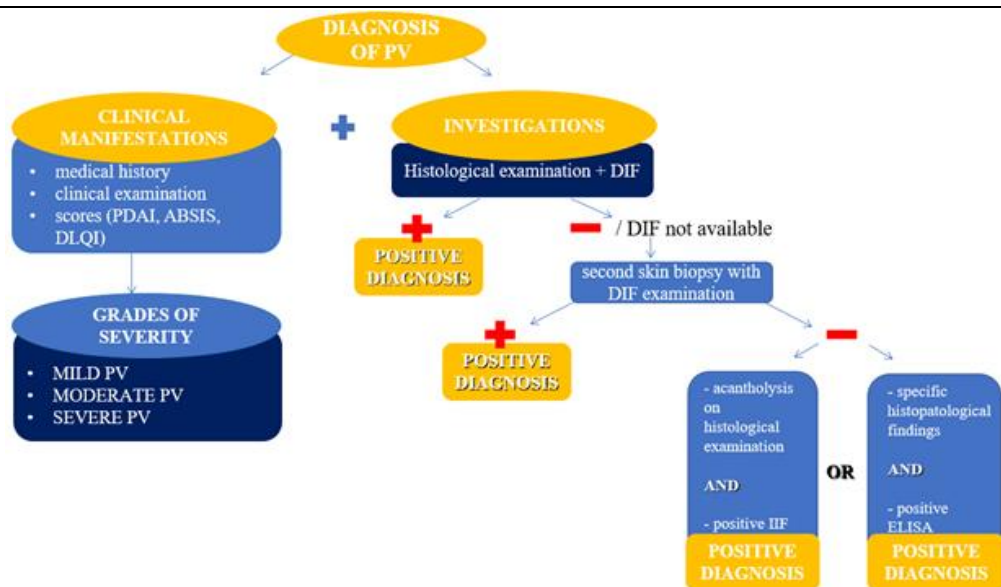 DIAGNOSIS
OF PV
CLINICAL
MANIFESTATIONS
• medical history
• clinical examination
• scores (PDAI, ABSIS,
DLQI)
GRADES OF
SEVERITY
• MILD PV
• MODERATE PV
• SEVERE PV
INVESTIGATIONS
Histological examination + DIF
POSITIVE
DIAGNOSIS
/ DIF not available
second skin biopsy with
DIF examination
POSITIVE
DIAGNOSIS
- acantholysis
on
histological
examination
AND
- positive IIF
POSITIVE
DIAGNOSIS
OR
- specific
histopatological
findings
AND
- positive
ELISA
POSITIVE
DIAGNOSIS